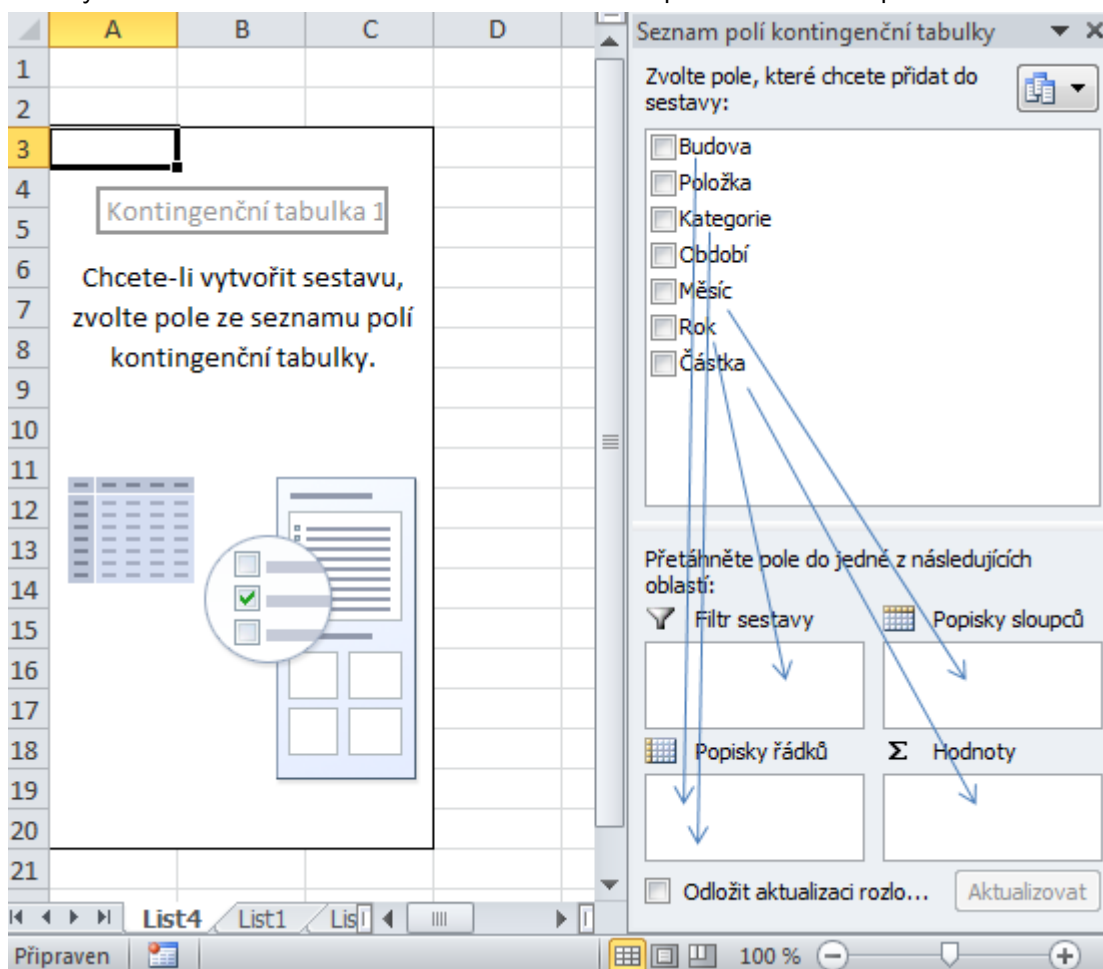 A B C D
Seznam polí kontingenční tabulky
1
2
3
4
5
6
7
8
9
10
11
12
13
14
15
16
17
18
19
20
21
Kontingenční tabulka 1
Chcete-li vytvořit sestavu,
zvolte pole ze seznamu polí
kontingenční tabulky.
Zvolte pole, které chcete přidat do
sestavy:
Budova
Položka
Kategorie
Období
Měsíc
Rok
Částka
Přetáhněte pole do jedné z následujících
oblastí:
Filtr sestavy
Popisky sloupců
Popisky řádků
Σ Hodnoty
Odložit aktualizaci rozlo...
Aktualizovat
List4 List1 Lis
Připraven
100 %